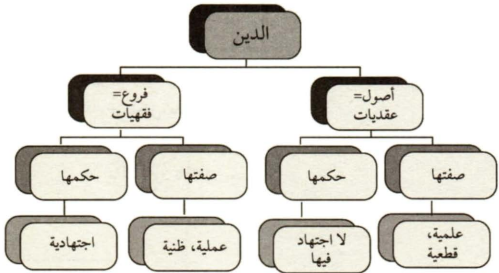 الدين
أصول=
عقديات
فروع=
فقهيات
صفتها
حكمها
صفتها
حكمها
علمية،
قطعية
لا اجتهاد
فيها
عملية، ظنية
اجتهادية